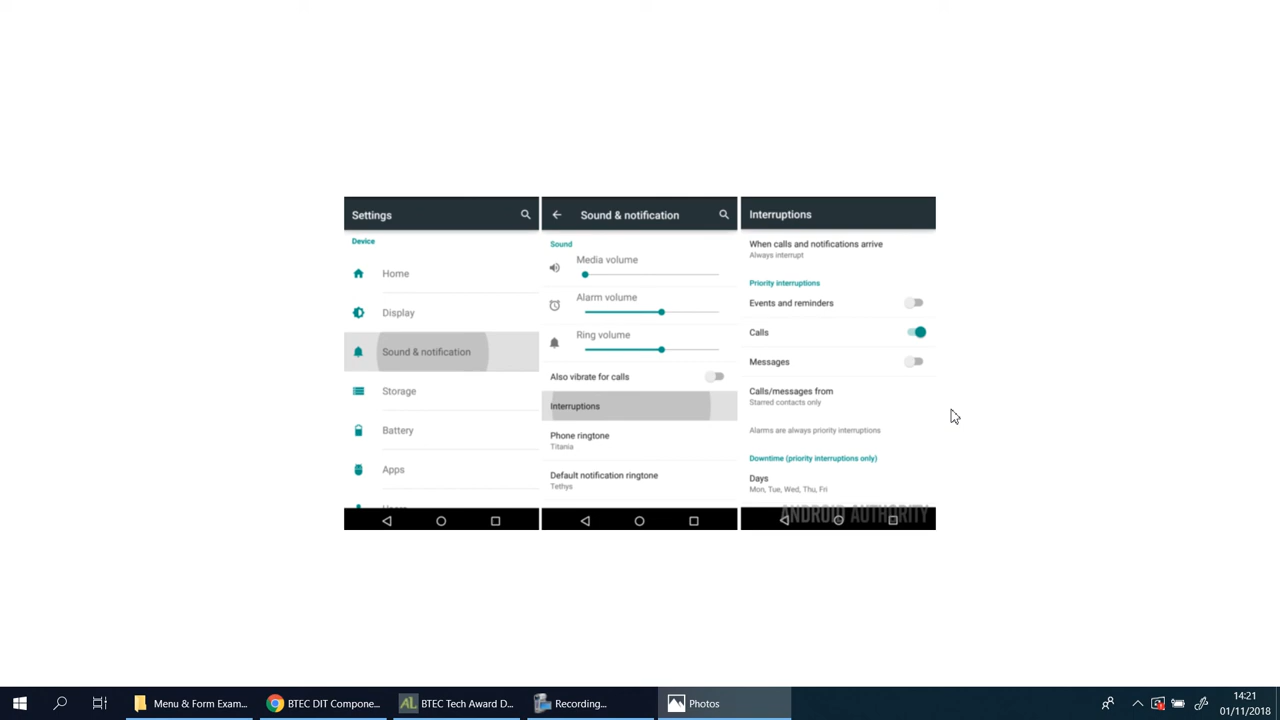 Settings
Device
Home
Display
Sound & notification
Storage
Battery
Apps
Sound & notification
Sound
Media volume
Alarm volume
Ring volume
Also vibrate for calls
Interruptions
Phone ringtone
Titania
Default notification ringtone
Tethys
Interruptions
When calls and notifications arrive
Always interrupt
Priority interruptions
Events and reminders
Calls
Messages
Calls/messages from
Starred contacts only
Alarms are always priority interruptions
Downtime (priority interruptions only)
Days
Mon, Tue, Wed, Thu, Fri
ANDROID AUTHORITY
Menu & Form Exam...
BTEC DIT Compone...
AL
BTEC Tech Award D...
Recording...
Photos
14:21
01/11/2018